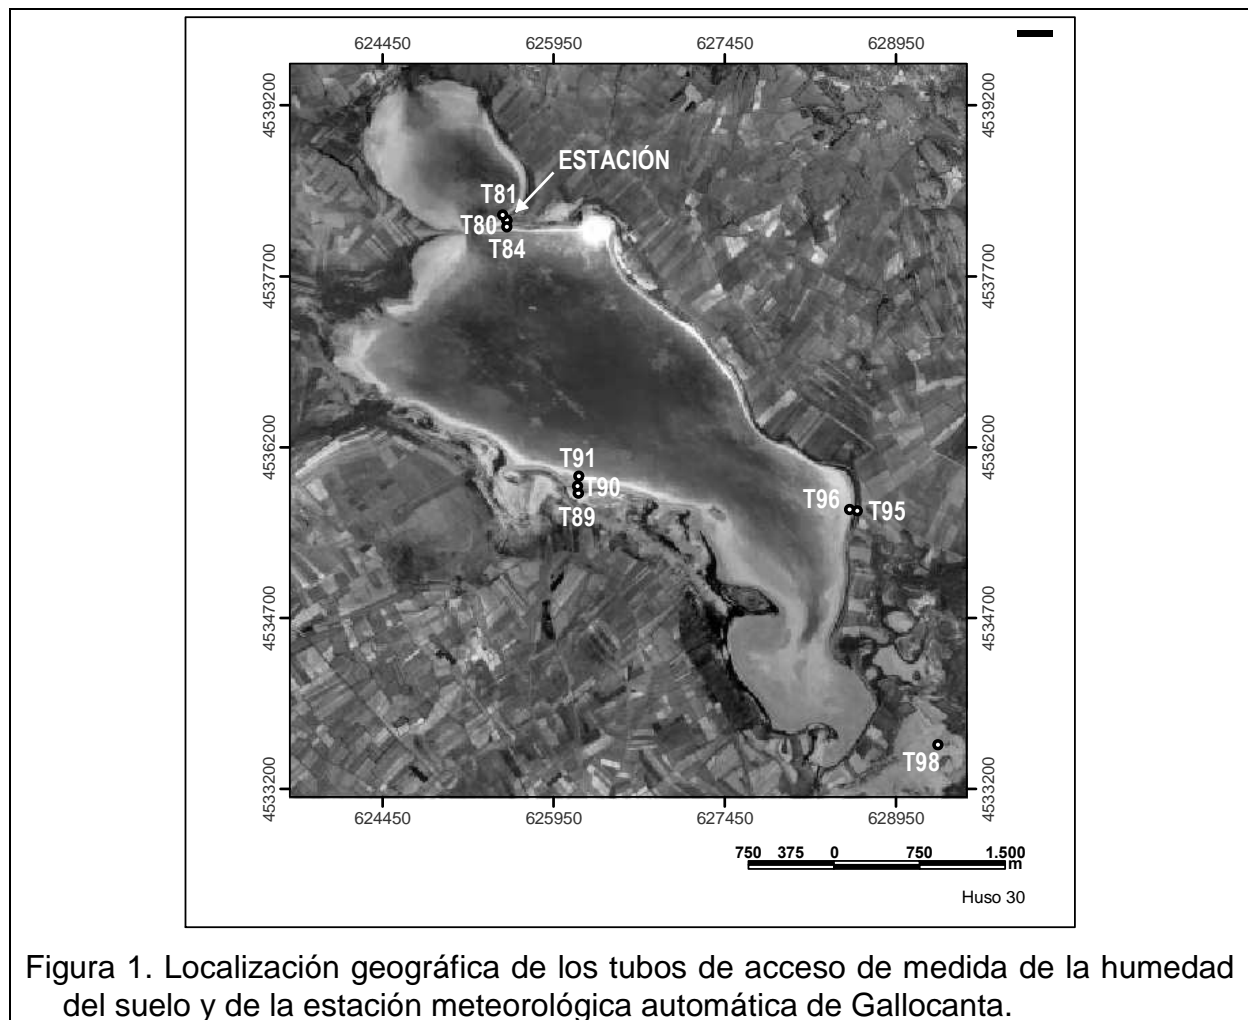 624450 625950 627450 628950
4539200 4539200
ESTACIÓN
T81
T80
T84
4537700 4537700
4536200 4536200
T91
T90
T89
T96 T95
4534700 4534700
T98
4533200 4533200
624450 625950 627450 628950
750 375 0 750 1.500
m
Huso 30
Figura 1. Localización geográfica de los tubos de acceso de medida de la humedad
del suelo y de la estación meteorológica automática de Gallocanta.